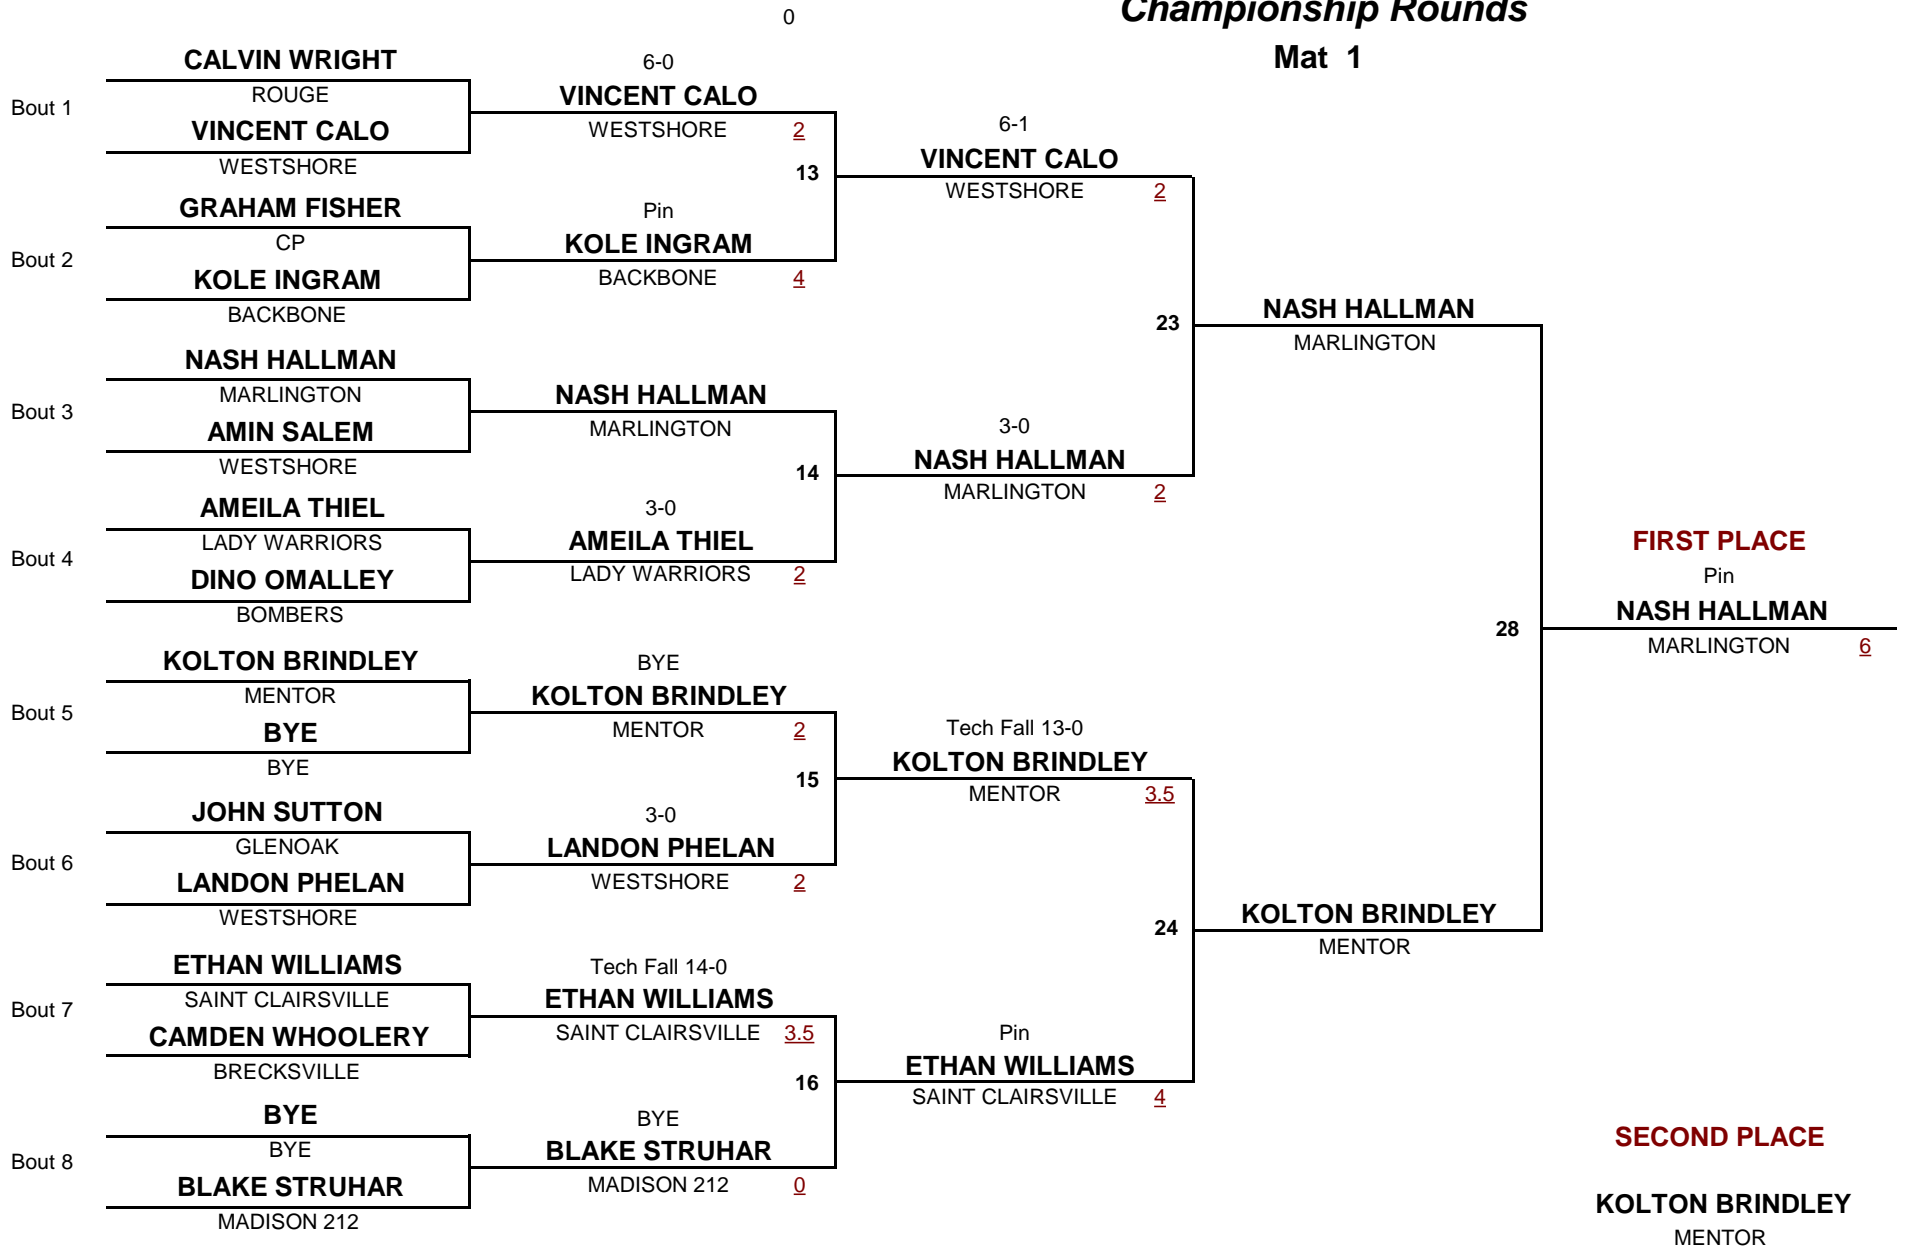 0
Championship Rounds
Mat 1
CALVIN WRIGHT
ROUGE
Bout 1
VINCENT CALO
WESTSHORE
GRAHAM FISHER
CP
Bout 2
KOLE INGRAM
BACKBONE
NASH HALLMAN
MARLINGTON
Bout 3
AMIN SALEM
WESTSHORE
AMEILA THIEL
LADY WARRIORS
Bout 4
DINO OMALLEY
BOMBERS
KOLTON BRINDLEY
MENTOR
Bout 5
BYE
BYE
JOHN SUTTON
GLENOAK
Bout 6
LANDON PHELAN
WESTSHORE
ETHAN WILLIAMS
SAINT CLAIRSVILLE
Bout 7
CAMDEN WHOOLERY
BRECKSVILLE
BYE
BYE
Bout 8
BLAKE STRUHAR
MADISON 212
6-0
VINCENT CALO
WESTSHORE 2
13
Pin
KOLE INGRAM
BACKBONE 4
NASH HALLMAN
MARLINGTON
14
3-0
AMEILA THIEL
LADY WARRIORS 2
BYE
KOLTON BRINDLEY
MENTOR 2
15
3-0
LANDON PHELAN
WESTSHORE 2
Tech Fall 14-0
ETHAN WILLIAMS
SAINT CLAIRSVILLE 3.5
16
BYE
BLAKE STRUHAR
MADISON 212 0
6-1
VINCENT CALO
WESTSHORE 2
23
3-0
NASH HALLMAN
MARLINGTON 2
Tech Fall 13-0
KOLTON BRINDLEY
MENTOR 3.5
24
Pin
ETHAN WILLIAMS
SAINT CLAIRSVILLE 4
NASH HALLMAN
MARLINGTON
28
KOLTON BRINDLEY
MENTOR
FIRST PLACE
Pin
NASH HALLMAN
MARLINGTON 6
SECOND PLACE
KOLTON BRINDLEY
MENTOR